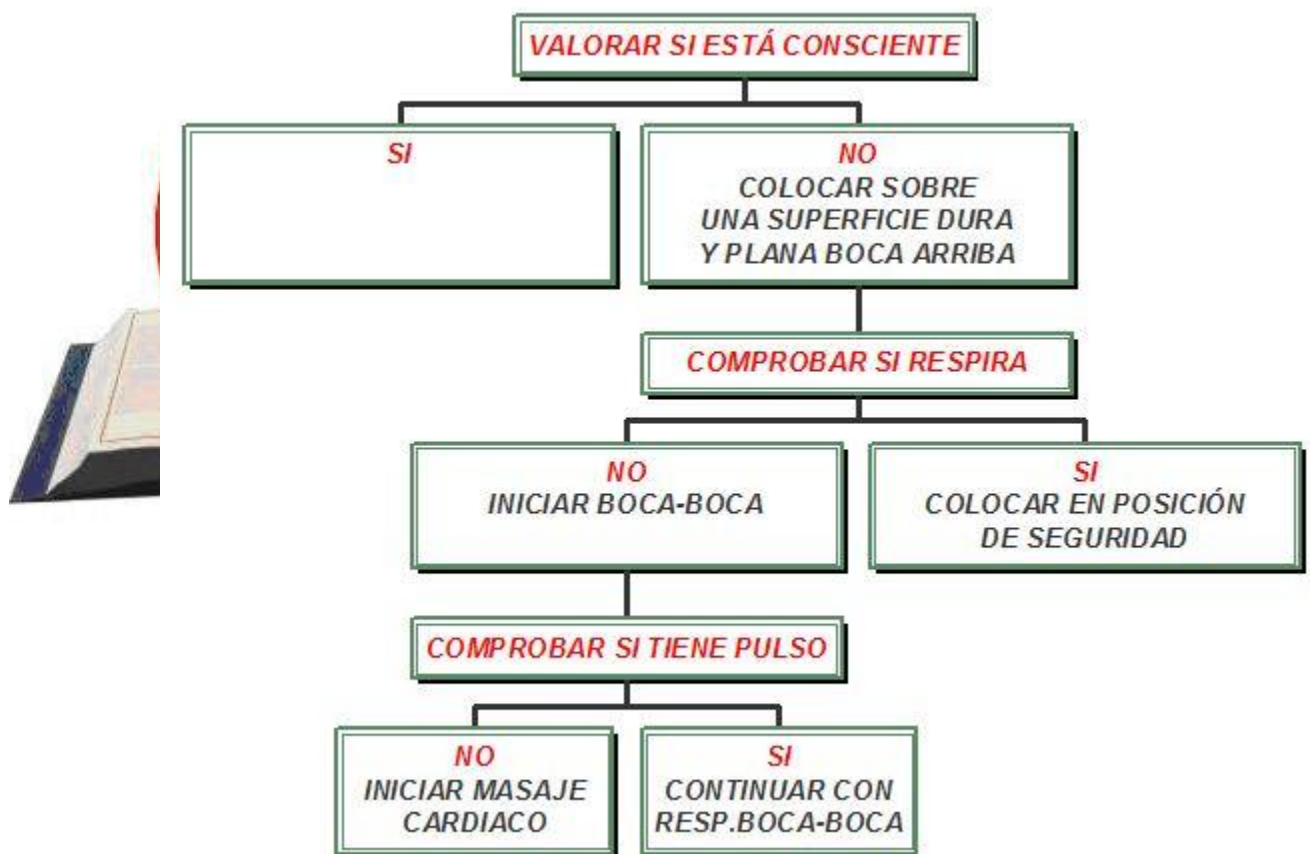 VALORAR SI ESTÁ CONSCIENTE
SI
NO
COLOCAR SOBRE
UNA SUPERFICIE DURA
Y PLANA BOCA ARRIBA
COMPROBAR SI RESPIRA
NO
INICIAR BOCA-BOCA
SI
COLOCAR EN POSICIÓN
DE SEGURIDAD
COMPROBAR SI TIENE PULSO
NO
INICIAR MASAJE
CARDIACO
SI
CONTINUAR CON
RESP.BOCA-BOCA